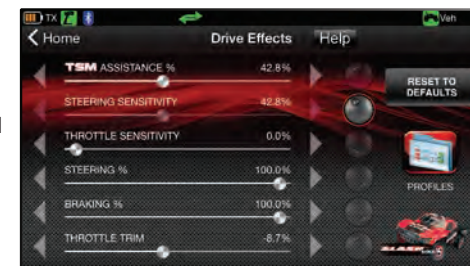 TX
Veh
Home
Drive Effects
Help
TSM ASSISTANCE % 42.8%
RESET TO
DEFAULTS
STEERING SENSITIVITY 42.8%
THROTTLE SENSITIVITY 0.0%
STEERING % 100.0%
PROFILES
BRAKING % 100.0%
THROTTLE TRIM -8.7%
SLASH